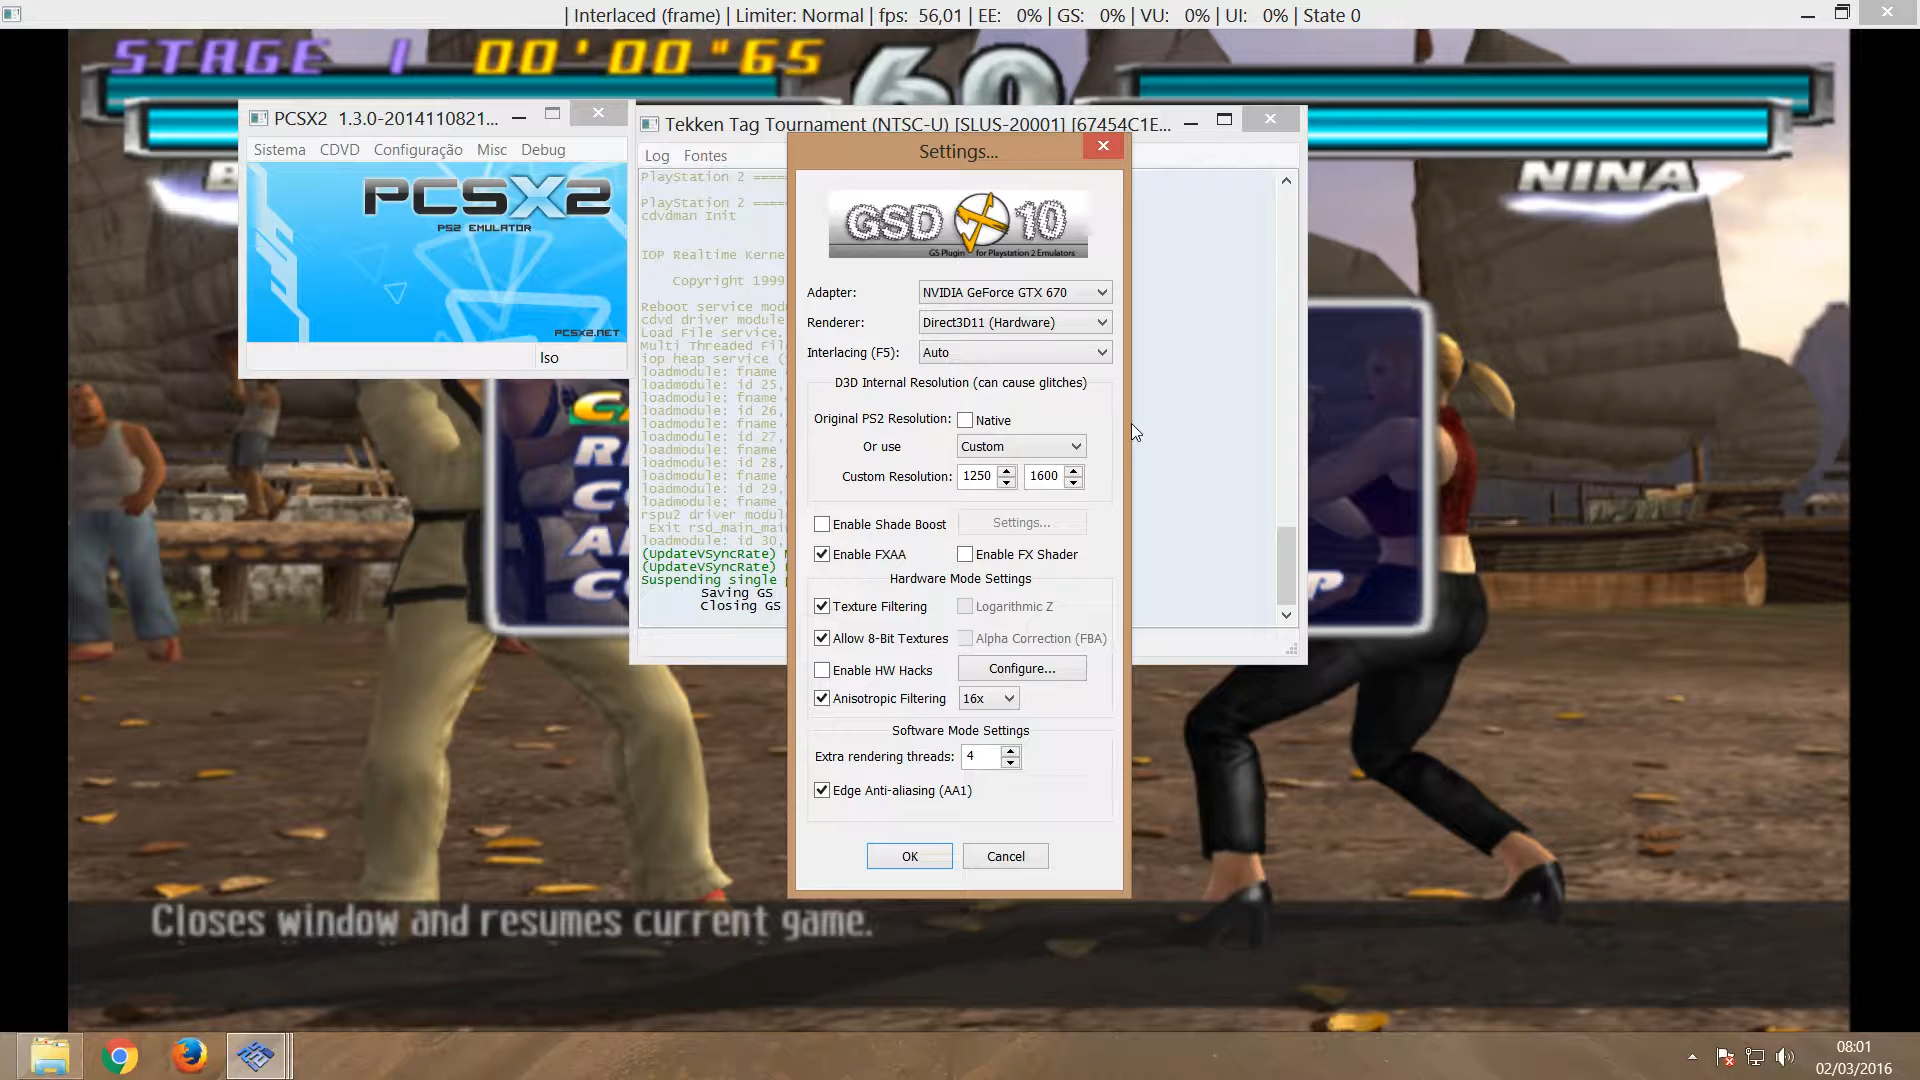 | Interlaced (frame) | Limiter: Normal | fps: 56,01 | EE: 0% | GS: 0% | VU: 0% | UI: 0% | State 0
STAGE 1 00'00"65 60
NINA
PCSX2 1.3.0-2014110821...
Sistema CDVD Configuração Misc Debug
PCSX2
PS2 EMULATOR
PCSX2.NET
Iso
Tekken Tag Tournament (NTSC-U) [SLUS-20001] [67454C1E...
Log Fontes
PlayStation 2 ====
PlayStation 2 ====
cdvdman Init
IOP Realtime Kerne
Copyright 1999
Reboot service modu
cdvd driver module
Load File service.
Multi Threaded File
iop heap service (
loadmodule: fname
loadmodule: id 25,
loadmodule: fname
loadmodule: id 26,
loadmodule: fname
loadmodule: id 27,
loadmodule: fname
loadmodule: id 28,
loadmodule: fname
loadmodule: id 29,
loadmodule: fname
rspu2 driver modul
Exit rsd_main_mai
loadmodule: id 30,
(UpdateVSyncRate)
(UpdateVSyncRate)
Suspending single
Saving GS
Closing GS
Settings...
GSDX10
GS Plugin for Playstation 2 Emulators
Adapter: NVIDIA GeForce GTX 670
Renderer: Direct3D11 (Hardware)
Interlacing (F5): Auto
D3D Internal Resolution (can cause glitches)
Original PS2 Resolution: Native
Or use Custom
Custom Resolution: 1250 1600
Enable Shade Boost Settings...
Enable FXAA Enable FX Shader
Hardware Mode Settings
Texture Filtering Logarithmic Z
Allow 8-Bit Textures Alpha Correction (FBA)
Enable HW Hacks Configure...
Anisotropic Filtering 16x
Software Mode Settings
Extra rendering threads: 4
Edge Anti-aliasing (AA1)
OK Cancel
Closes window and resumes current game.
08:01
02/03/2016